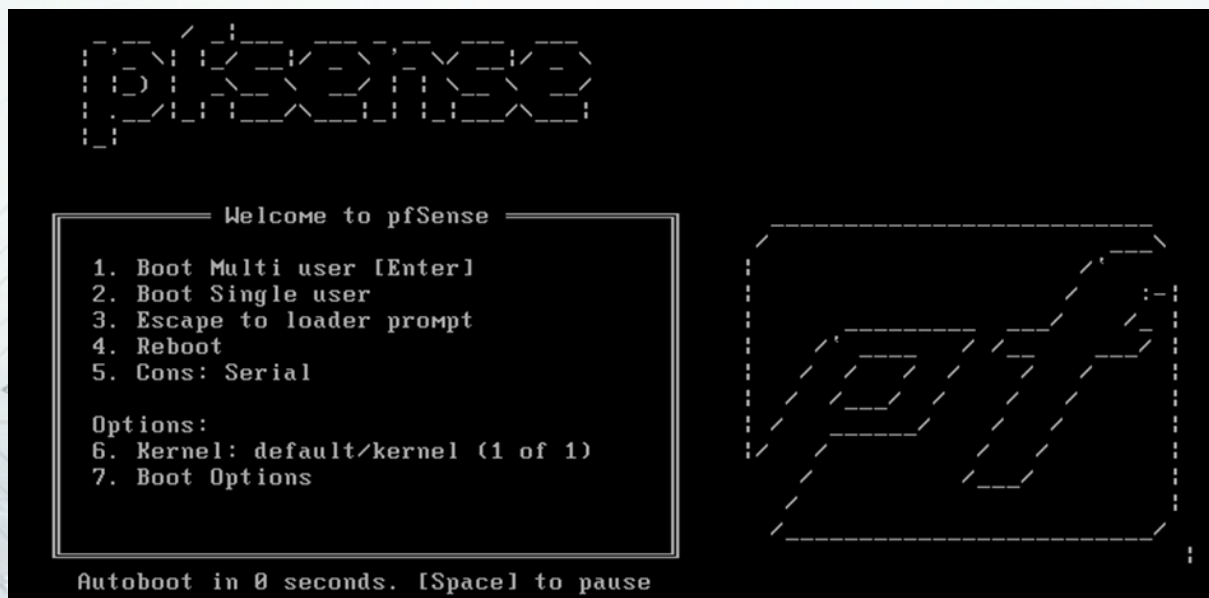 pfsense
Welcome to pfSense
1. Boot Multi user [Enter]
2. Boot Single user
3. Escape to loader prompt
4. Reboot
5. Cons: Serial
Options:
6. Kernel: default/kernel (1 of 1)
7. Boot Options
pf
Autoboot in 0 seconds. [Space] to pause